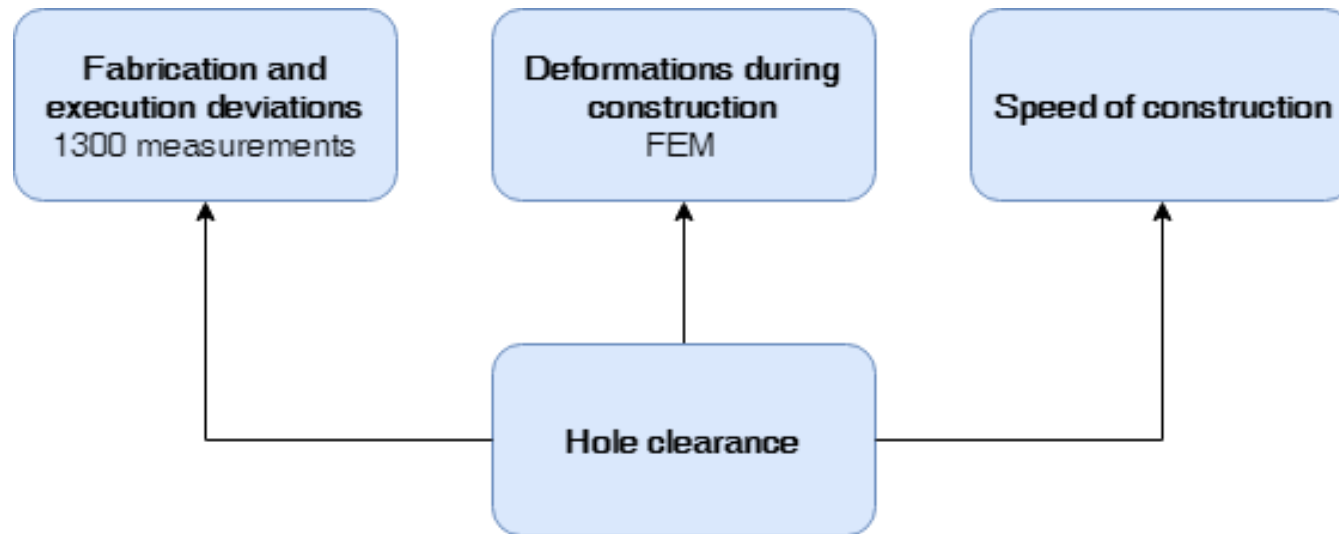 Fabrication and
execution deviations
1300 measurements
Deformations during
construction
FEM
Speed of construction
Hole clearance